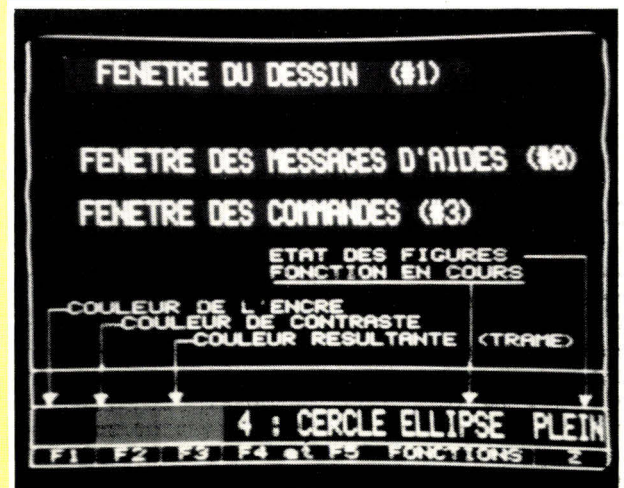 FENETRE DU DESSIN (#1)
FENETRE DES MESSAGES D'AIDES (#0)
FENETRE DES COMMANDES (#3)
ETAT DES FIGURES
FONCTION EN COURS
COULEUR DE L'ENCRE
COULEUR DE CONTRASTE
COULEUR RESULTANTE (TRAME)
4 : CERCLE ELLIPSE PLEIN
F1 F2 F3 F4 et F5 FONCTIONS Z